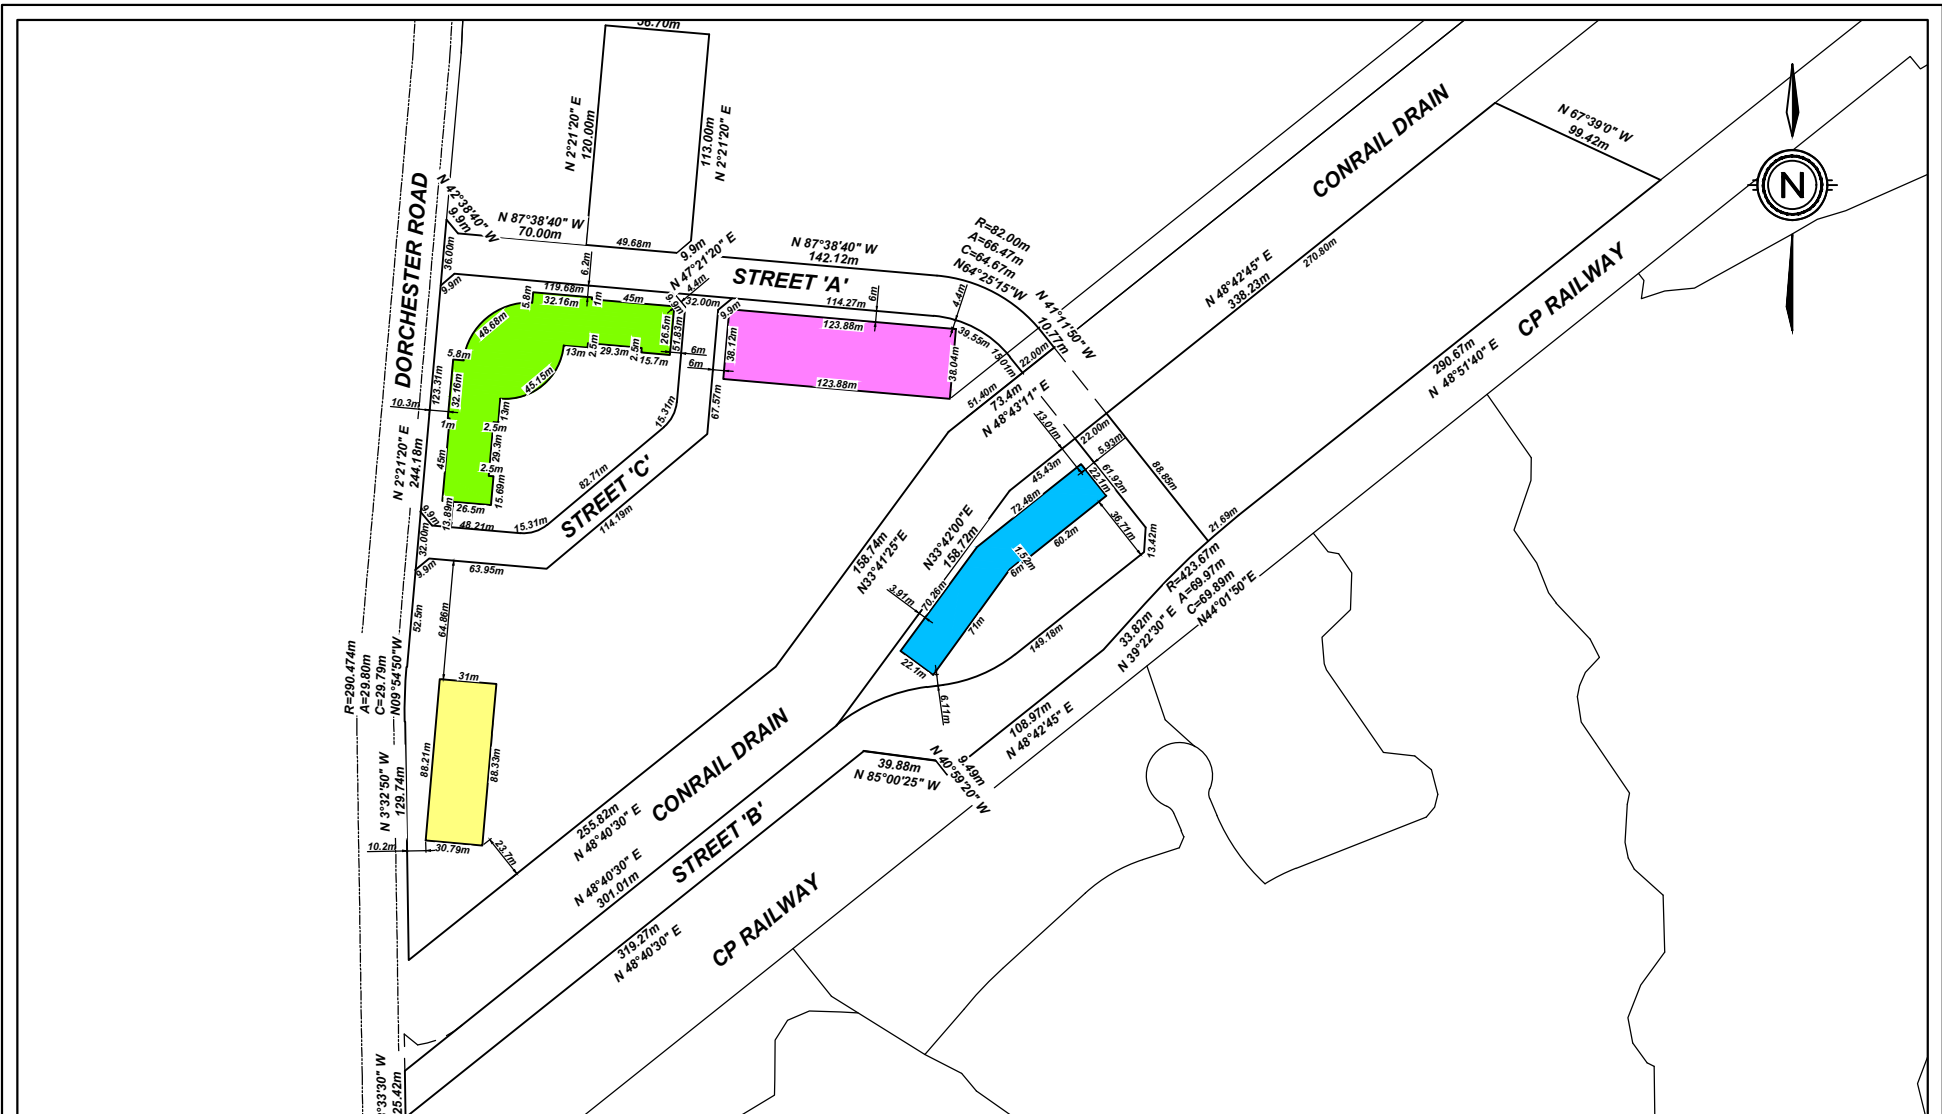 36.70m
N 2°21'20" E
120.00m
113.00m
N 2°21'20" E
DORCHESTER ROAD
N 42°38'40" W
9.9m
N 87°38'40" W
70.00m
49.68m
9.9m
N 47°21'20" E
4.4m
N 87°38'40" W
142.12m
STREET 'A'
R=82.00m
A=66.47m
C=64.67m
N64°25'15"W
N 41°11'50" W
10.77m
CONRAIL DRAIN
N 67°39'0" W
99.42m
N
N 48°42'45" E
338.23m
270.80m
CP RAILWAY
290.67m
N 48°51'40" E
36.00m
9.9m
6.2m
119.68m
32.16m
1m
45m
5.8m
48.68m
5.8m
9.9m
32.00m
9.9m
26.5m
51.83m
13m
2.5m
29.3m
2.5m
15.7m
6m
6m
45.15m
123.31m
32.16m
10.3m
1m
13m
2.5m
29.3m
2.5m
15.69m
45m
26.5m
13.89m
N 2°21'20" E
244.18m
114.27m
6m
4.4m
123.88m
38.12m
38.04m
123.88m
39.55m
15.01m
22.00m
51.40m
73.4m
N 48°43'11" E
67.57m
15.31m
82.71m
STREET 'C'
114.19m
9.9m
48.21m
15.31m
32.00m
9.9m
63.95m
52.5m
64.86m
13.01m
22.00m
5.93m
88.85m
61.92m
22.1m
45.43m
72.48m
36.71m
13.42m
21.69m
60.2m
1.52m
6m
N33°42'00"E
158.72m
158.74m
N33°41'25"E
3.91m
70.26m
71m
22.1m
6.11m
149.18m
R=423.67m
A=69.97m
C=69.89m
N44°01'50"E
33.82m
N 39°22'30" E
108.97m
N 48°42'45" E
9.49m
N 40°59'20" W
39.88m
N 85°00'25" W
R=290.474m
A=29.80m
C=29.79m
N09°54'50"W
31m
88.21m
88.33m
30.79m
10.2m
23.7m
N 3°32'50" W
129.74m
CONRAIL DRAIN
255.82m
N 48°40'30" E
N 48°40'30" E
301.01m
STREET 'B'
319.27m
N 48°40'30" E
CP RAILWAY
°33'30" W
25.42m